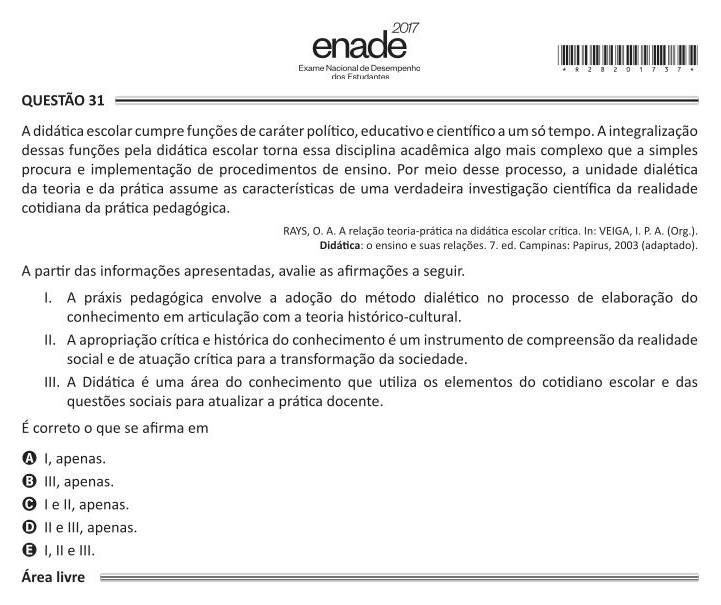 2017
enade
Exame Nacional de Desempenho
dos Estudantes
*R2820173 7*
QUESTÃO 31
A didática escolar cumpre funções de caráter político, educativo e científico a um só tempo. A integralização
dessas funções pela didática escolar torna essa disciplina acadêmica algo mais complexo que a simples
procura e implementação de procedimentos de ensino. Por meio desse processo, a unidade dialética
da teoria e da prática assume as características de uma verdadeira investigação científica da realidade
cotidiana da prática pedagógica.
RAYS, O. A. A relação teoria-prática na didática escolar crítica. In: VEIGA, I. P. A. (Org.).
Didática: o ensino e suas relações. 7. ed. Campinas: Papirus, 2003 (adaptado).
A partir das informações apresentadas, avalie as afirmações a seguir.
I. A práxis pedagógica envolve a adoção do método dialético no processo de elaboração do
conhecimento em articulação com a teoria histórico-cultural.
II. A apropriação crítica e histórica do conhecimento é um instrumento de compreensão da realidade
social e de atuação crítica para a transformação da sociedade.
III. A Didática é uma área do conhecimento que utiliza os elementos do cotidiano escolar e das
questões sociais para atualizar a prática docente.
É correto o que se afirma em
A I, apenas.
B III, apenas.
C I e II, apenas.
D II e III, apenas.
E I, II e III.
Área livre